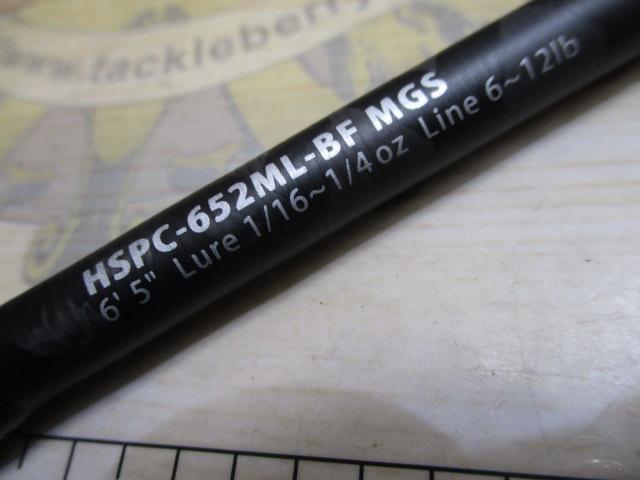 www.tackleberry
HSPC-652ML-BF MGS
6' 5" Lure 1/16~1/4oz Line 6~12lb